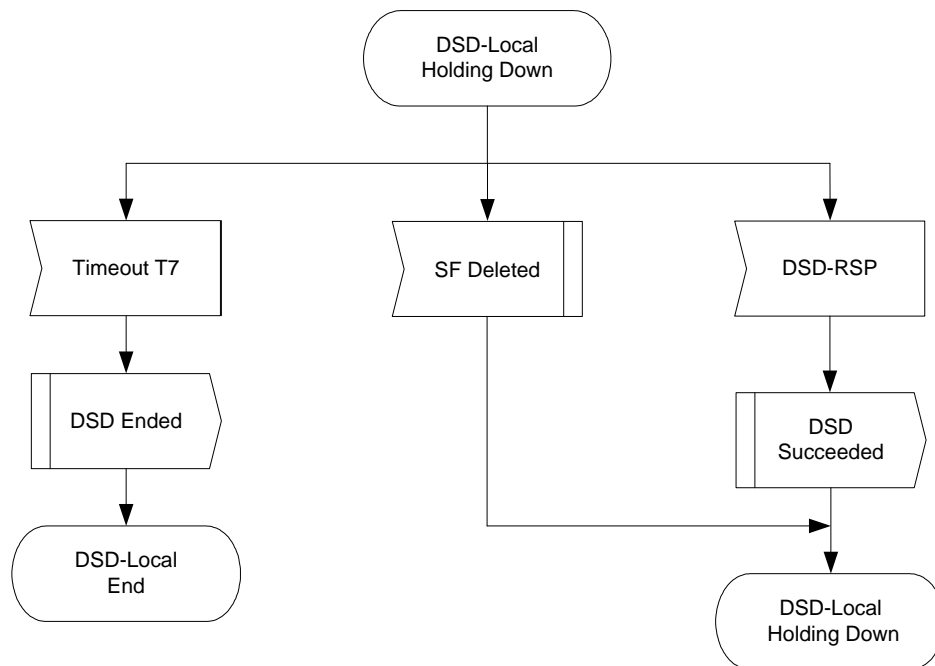 DSD-Local
Holding Down
Timeout T7
SF Deleted
DSD-RSP
DSD Ended
DSD
Succeeded
DSD-Local
End
DSD-Local
Holding Down